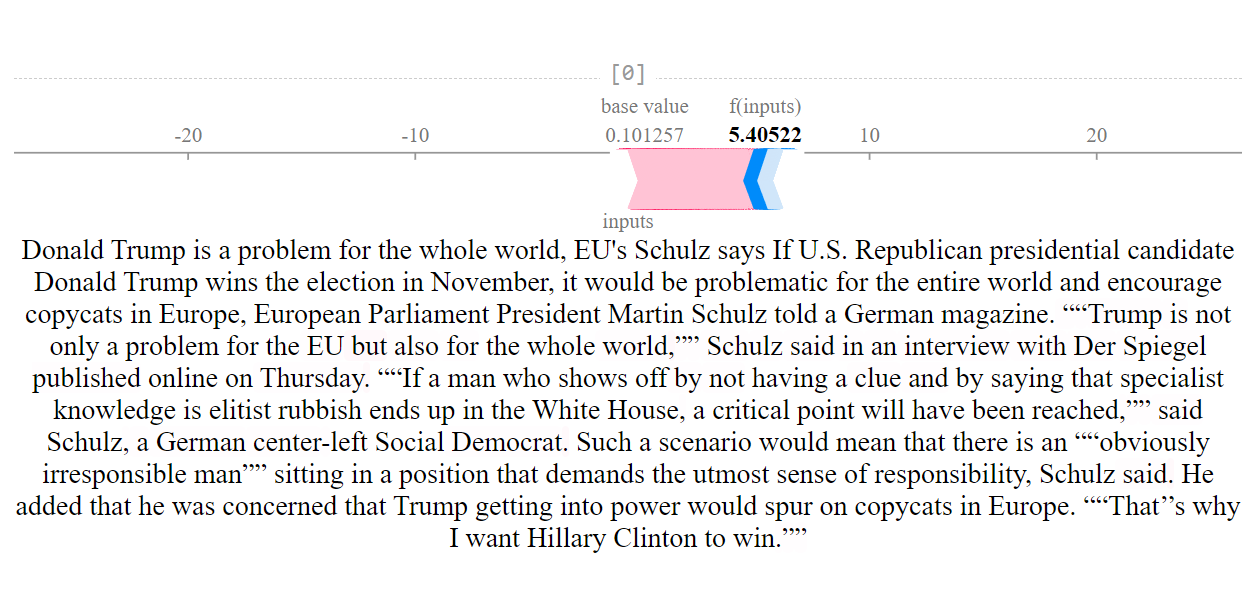 [0]
base value f(inputs)
-20 -10 0.101257 5.40522 10 20
inputs
Donald Trump is a problem for the whole world, EU's Schulz says If U.S. Republican presidential candidate
Donald Trump wins the election in November, it would be problematic for the entire world and encourage
copycats in Europe, European Parliament President Martin Schulz told a German magazine. ““Trump is not
only a problem for the EU but also for the whole world,”” Schulz said in an interview with Der Spiegel
published online on Thursday. ““If a man who shows off by not having a clue and by saying that specialist
knowledge is elitist rubbish ends up in the White House, a critical point will have been reached,”” said
Schulz, a German center-left Social Democrat. Such a scenario would mean that there is an ““obviously
irresponsible man”” sitting in a position that demands the utmost sense of responsibility, Schulz said. He
added that he was concerned that Trump getting into power would spur on copycats in Europe. ““That’’s why
I want Hillary Clinton to win.””